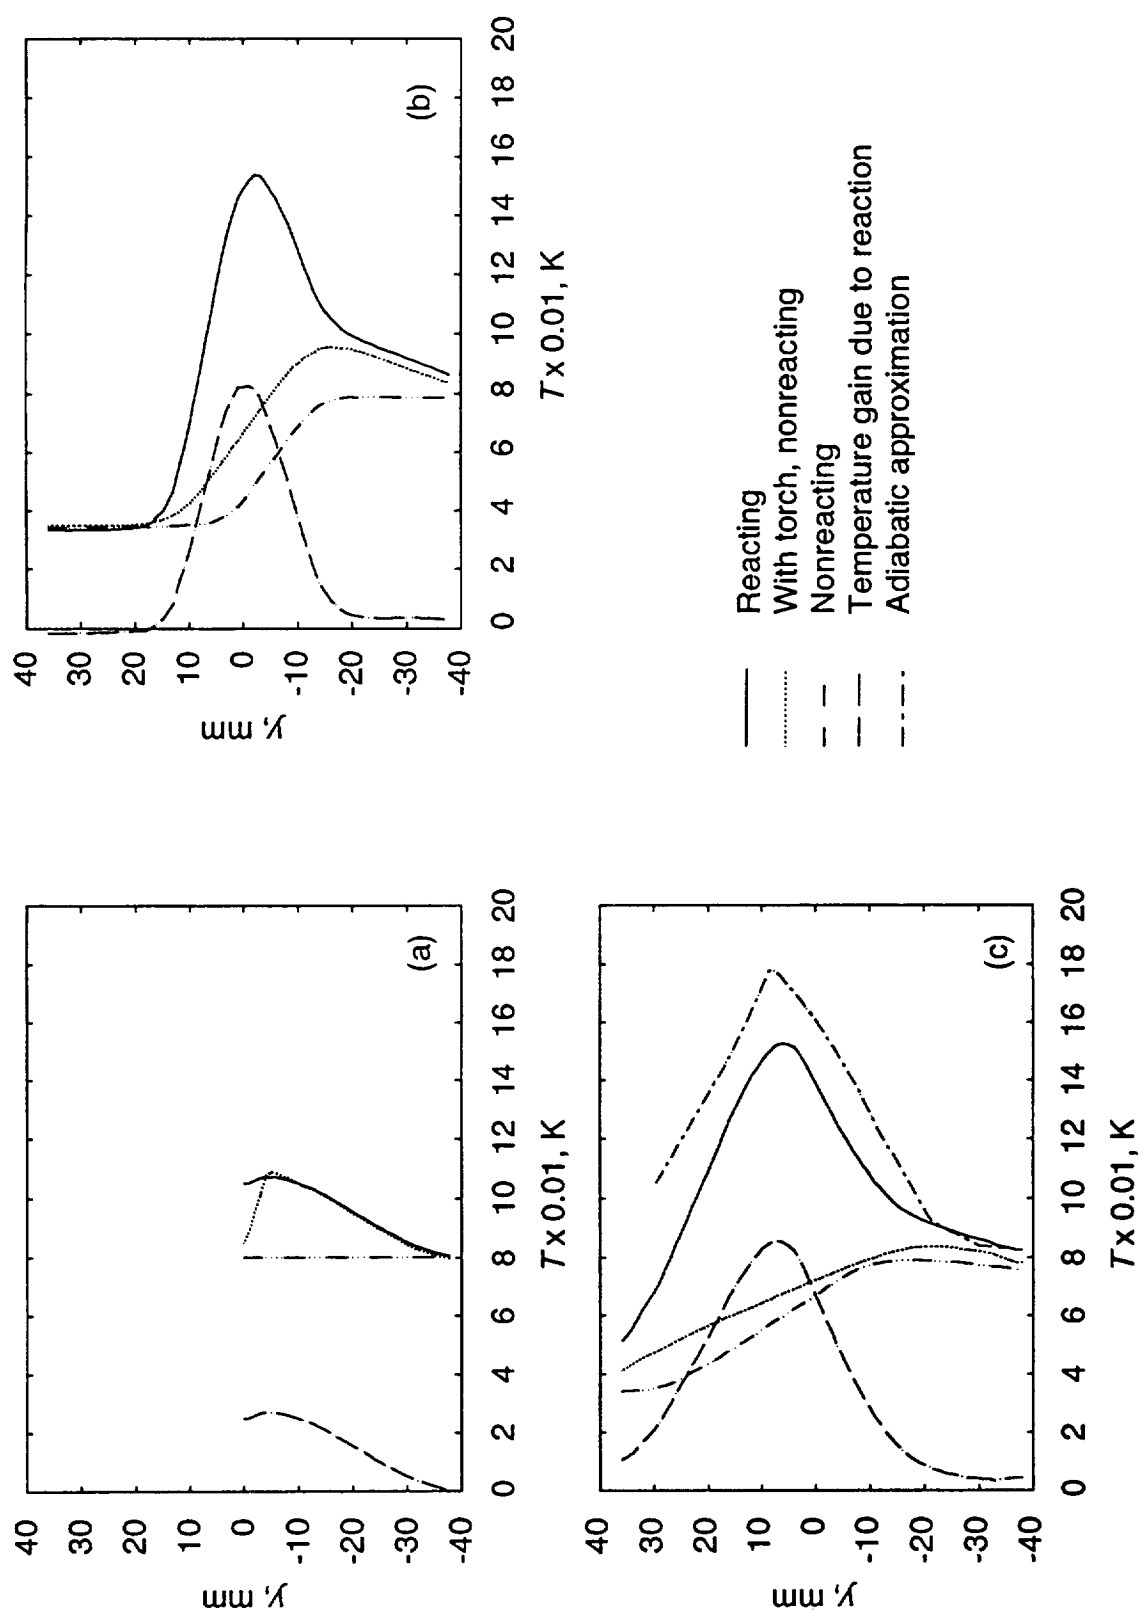 40
30
20
10
0
-10
-20
-30
-40
y, mm
0 2 4 6 8 10 12 14 16 18 20
T x 0.01, K
(a)
40
30
20
10
0
-10
-20
-30
-40
y, mm
0 2 4 6 8 10 12 14 16 18 20
T x 0.01, K
(b)
40
30
20
10
0
-10
-20
-30
-40
y, mm
0 2 4 6 8 10 12 14 16 18 20
T x 0.01, K
(c)
Reacting
With torch, nonreacting
Nonreacting
Temperature gain due to reaction
Adiabatic approximation